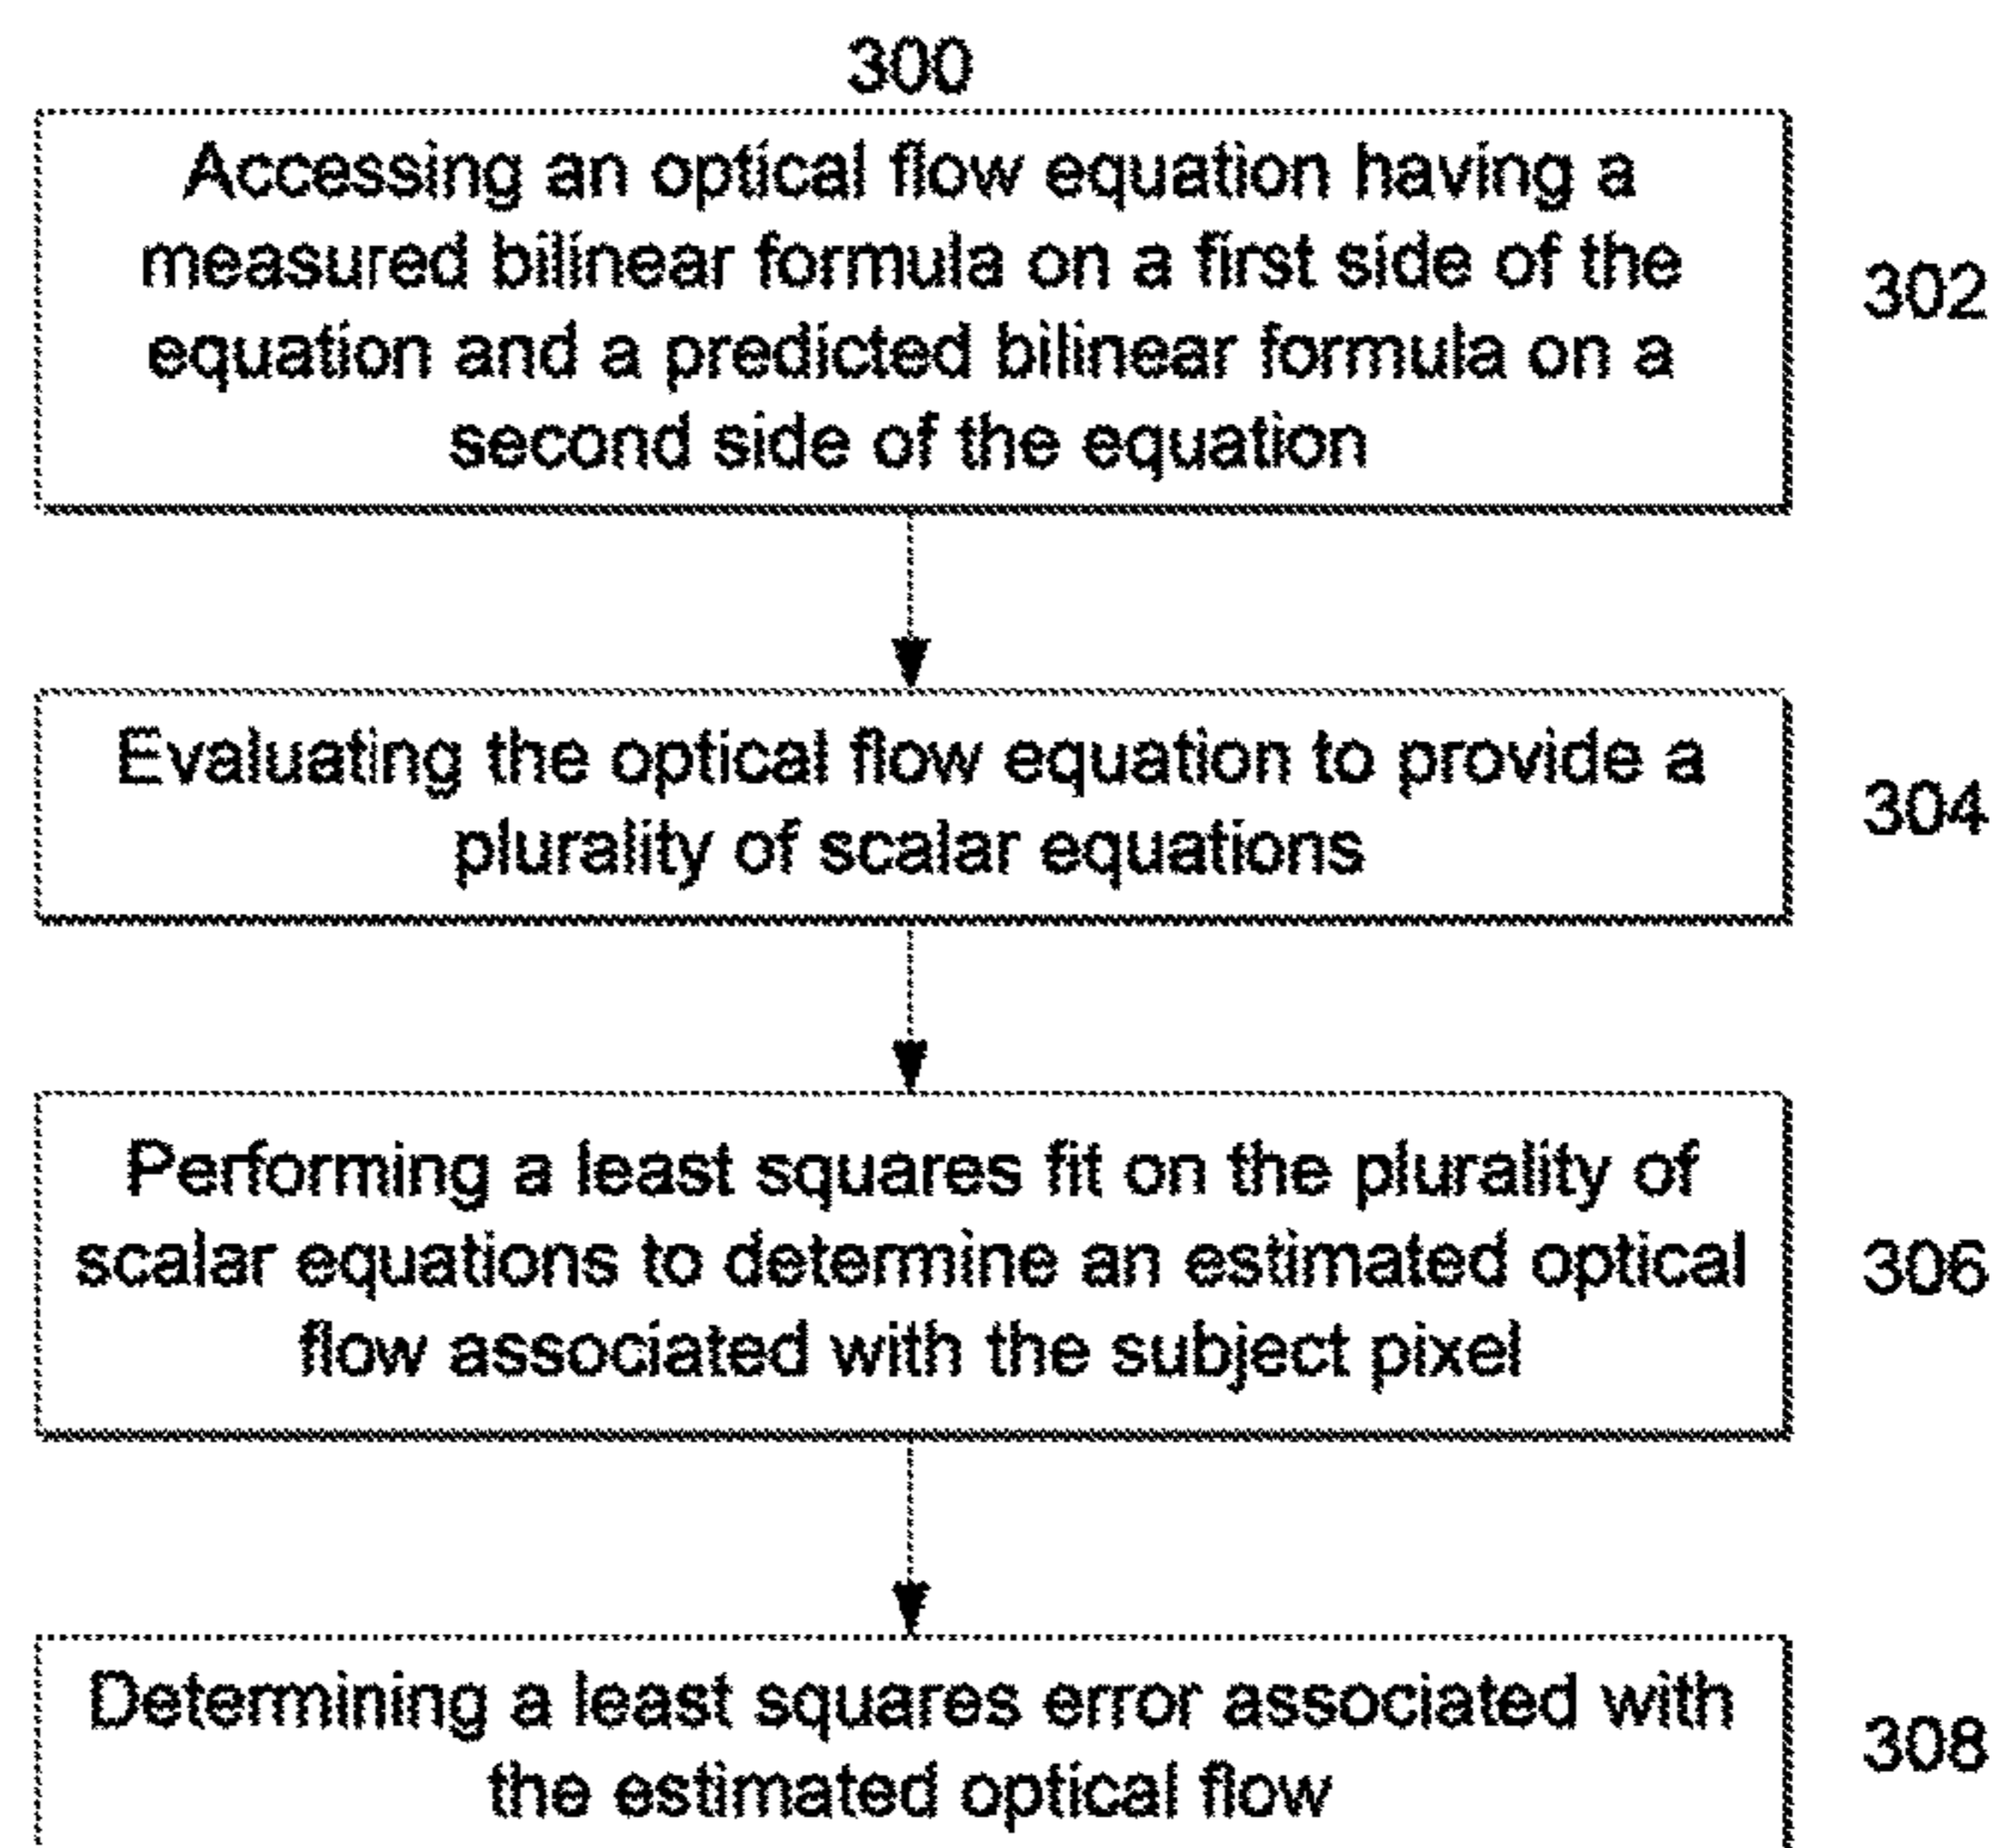 300
Accessing an optical flow equation having a
measured bilinear formula on a first side of the
equation and a predicted bilinear formula on a
second side of the equation
302
Evaluating the optical flow equation to provide a
plurality of scalar equations
304
Performing a least squares fit on the plurality of
scalar equations to determine an estimated optical
flow associated with the subject pixel
306
Determining a least squares error associated with
the estimated optical flow
308